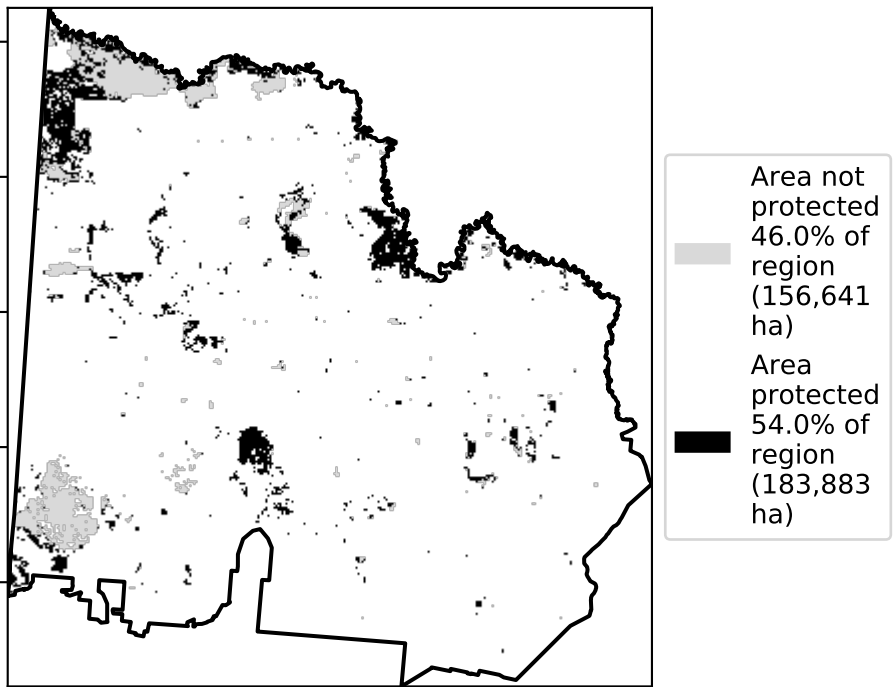 Area not
protected
46.0% of
region
(156,641
ha)
Area
protected
54.0% of
region
(183,883
ha)